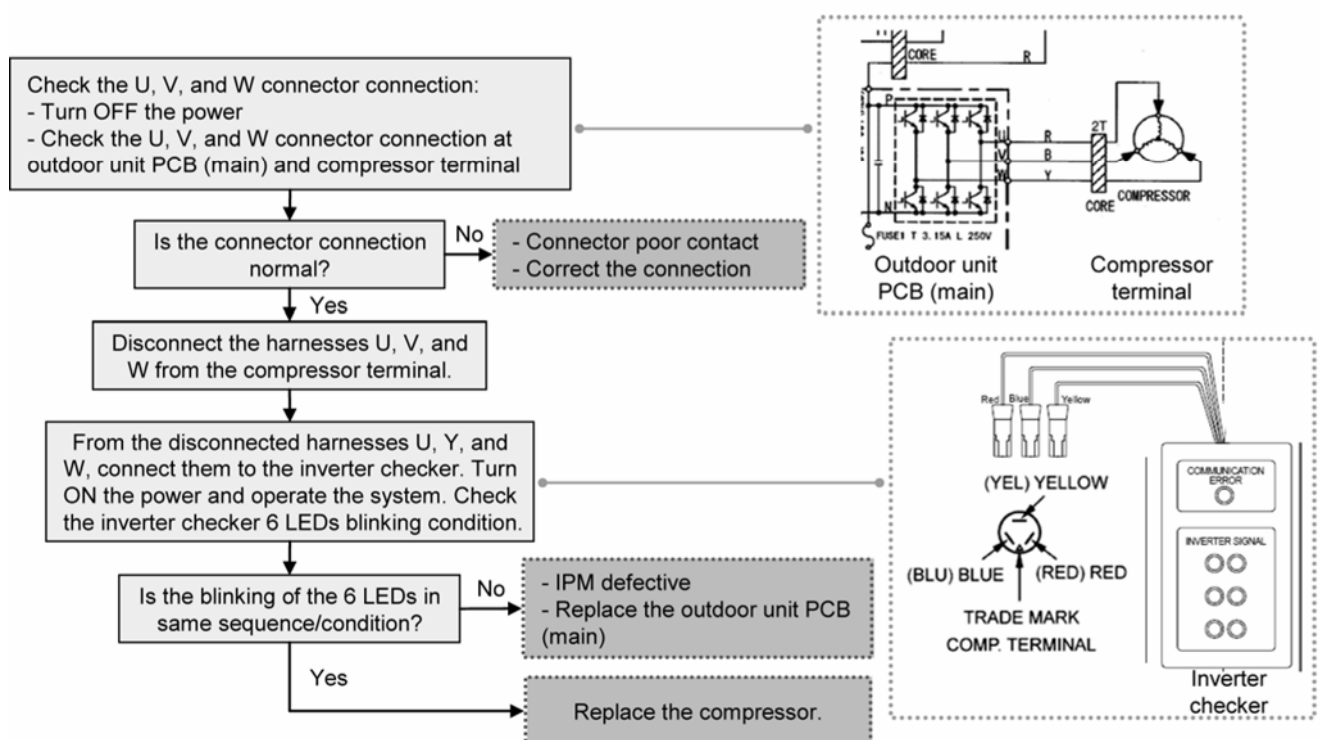 Check the U, V, and W connector connection:
- Turn OFF the power
- Check the U, V, and W connector connection at
outdoor unit PCB (main) and compressor terminal
Is the connector connection
normal?
No
- Connector poor contact
- Correct the connection
Yes
Disconnect the harnesses U, V, and
W from the compressor terminal.
From the disconnected harnesses U, Y, and
W, connect them to the inverter checker. Turn
ON the power and operate the system. Check
the inverter checker 6 LEDs blinking condition.
Is the blinking of the 6 LEDs in
same sequence/condition?
No
- IPM defective
- Replace the outdoor unit PCB
(main)
Yes
Replace the compressor.
CORE
R
P
U
R
2T
V
B
W
Y
N
CORE
COMPRESSOR
FUSE1 T 3.15A L 250V
Outdoor unit
PCB (main)
Compressor
terminal
Red
Blue
Yellow
(YEL) YELLOW
(BLU) BLUE
(RED) RED
TRADE MARK
COMP. TERMINAL
COMMUNICATION
ERROR
INVERTER SIGNAL
Inverter
checker